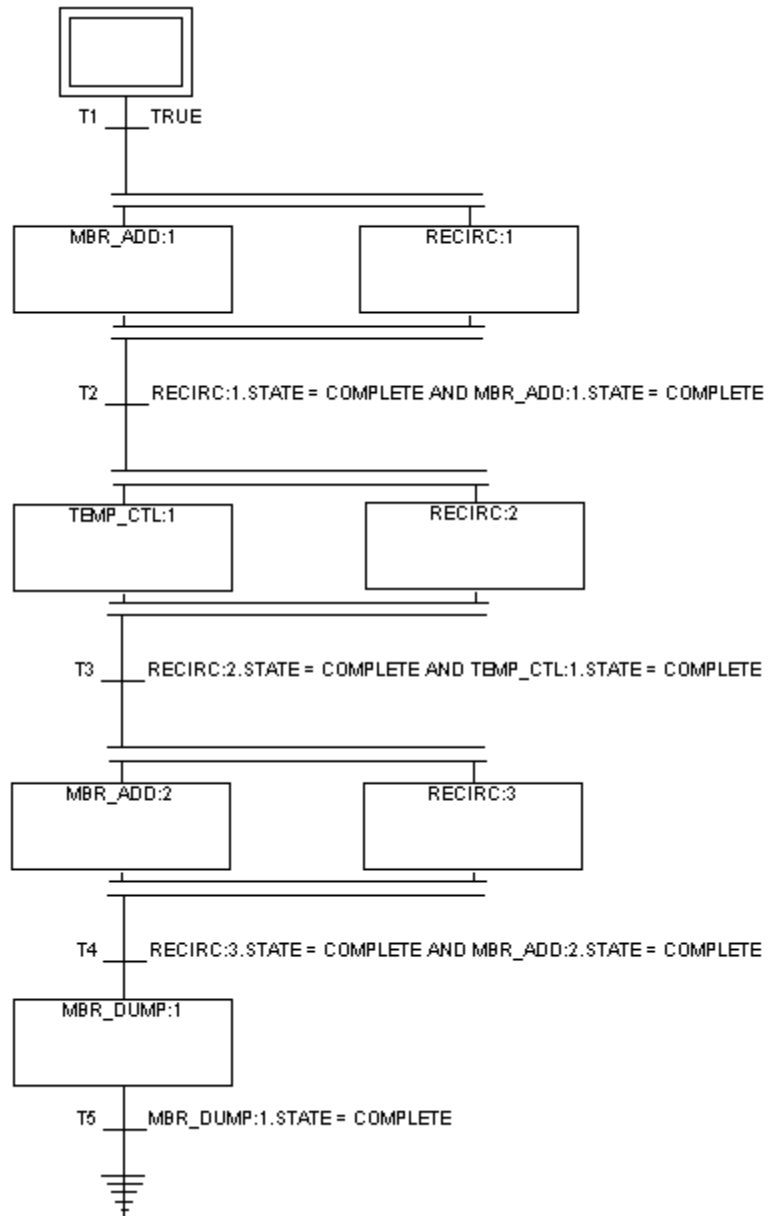 T1 TRUE
MBR_ADD:1 RECIRC:1
T2 RECIRC:1.STATE = COMPLETE AND MBR_ADD:1.STATE = COMPLETE
TEMP_CTL:1 RECIRC:2
T3 RECIRC:2.STATE = COMPLETE AND TEMP_CTL:1.STATE = COMPLETE
MBR_ADD:2 RECIRC:3
T4 RECIRC:3.STATE = COMPLETE AND MBR_ADD:2.STATE = COMPLETE
MBR_DUMP:1
T5 MBR_DUMP:1.STATE = COMPLETE